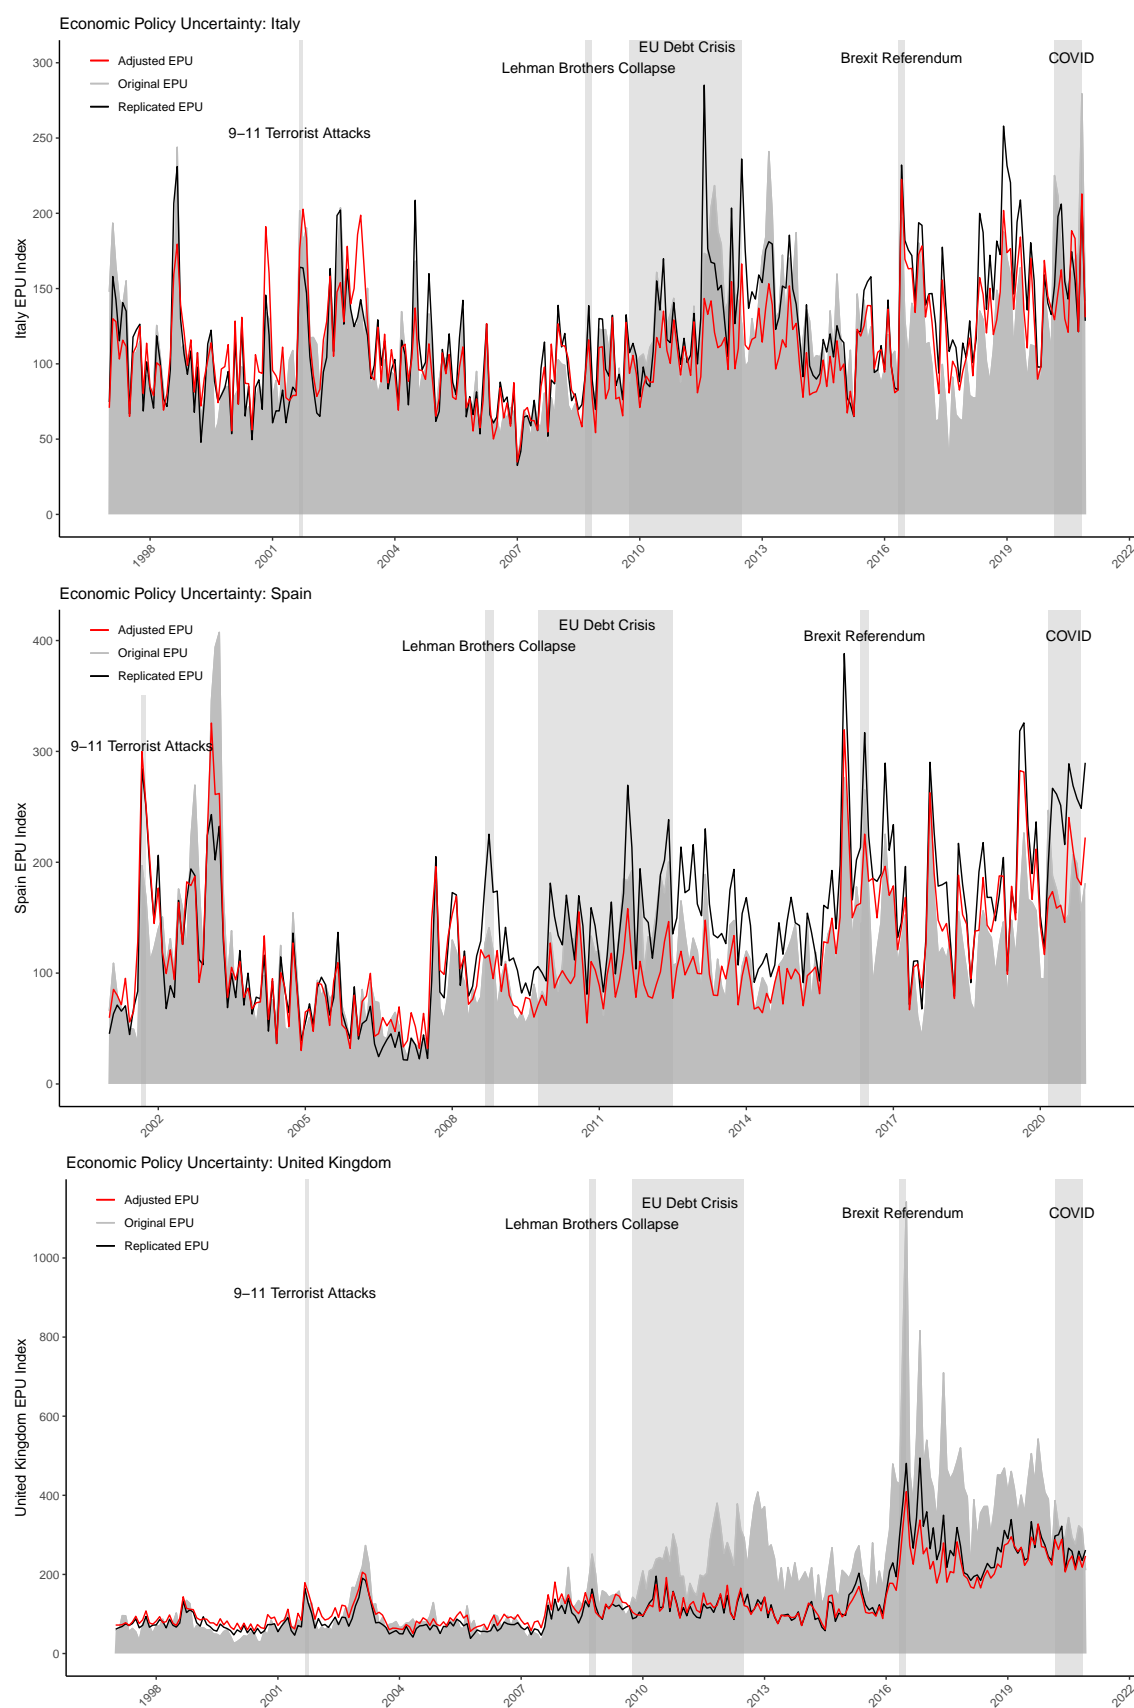 Economic Policy Uncertainty: Italy
EU Debt Crisis
Lehman Brothers Collapse
Brexit Referendum
COVID
9−11 Terrorist Attacks
Adjusted EPU
Original EPU
Replicated EPU
Italy EPU Index
300
250
200
150
100
50
0
1998
2001
2004
2007
2010
2013
2016
2019
2022
Economic Policy Uncertainty: Spain
Adjusted EPU
Original EPU
Replicated EPU
EU Debt Crisis
Lehman Brothers Collapse
Brexit Referendum
COVID
9−11 Terrorist Attacks
Spain EPU Index
400
300
200
100
0
2002
2005
2008
2011
2014
2017
2020
Economic Policy Uncertainty: United Kingdom
Adjusted EPU
Original EPU
Replicated EPU
EU Debt Crisis
Lehman Brothers Collapse
Brexit Referendum
COVID
9−11 Terrorist Attacks
United Kingdom EPU Index
1000
800
600
400
200
0
1998
2001
2004
2007
2010
2013
2016
2019
2022